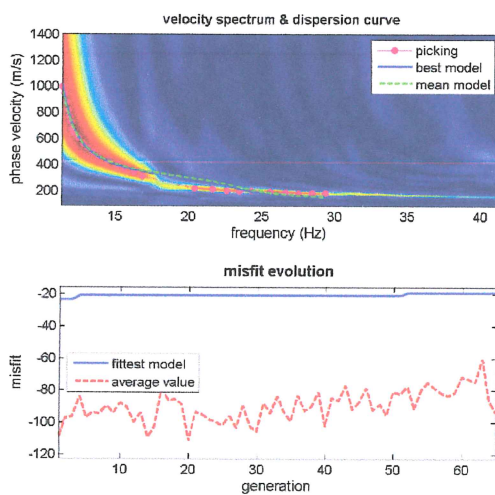 velocity spectrum & dispersion curve
1400
1200
1000
800
600
400
200
phase velocity (m/s)
picking
best model
mean model
15
20
25
30
35
40
frequency (Hz)
misfit evolution
-20
-40
-60
-80
-100
-120
misfit
fittest model
average value
10
20
30
40
50
60
generation